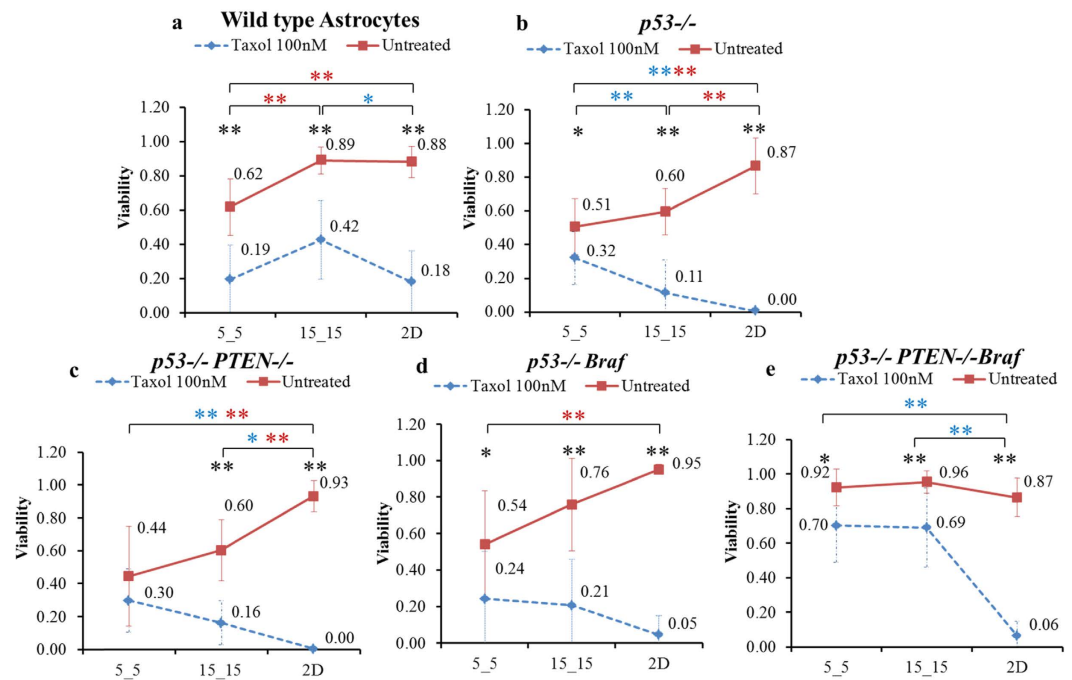 a Wild type Astrocytes
Taxol 100nM Untreated
**
** *
** ** **
1.20
1.00
0.80
0.60
0.40
0.20
0.00
Viability
0.62 0.89 0.88
0.19 0.42 0.18
5_5 15_15 2D
b p53-/-
Taxol 100nM Untreated
****
** **
* ** **
1.20
1.00
0.80
0.60
0.40
0.20
0.00
Viability
0.51 0.60 0.87
0.32 0.11 0.00
5_5 15_15 2D
c p53-/- PTEN-/-
Taxol 100nM Untreated
** **
* **
** **
1.20
1.00
0.80
0.60
0.40
0.20
0.00
Viability
0.44 0.60 0.93
0.30 0.16 0.00
5_5 15_15 2D
d p53-/- Braf
Taxol 100nM Untreated
**
* ** **
1.20
1.00
0.80
0.60
0.40
0.20
0.00
Viability
0.54 0.76 0.95
0.24 0.21 0.05
5_5 15_15 2D
e p53-/- PTEN-/-Braf
Taxol 100nM Untreated
**
**
* ** **
1.20
1.00
0.80
0.60
0.40
0.20
0.00
Viability
0.92 0.96 0.87
0.70 0.69 0.06
5_5 15_15 2D